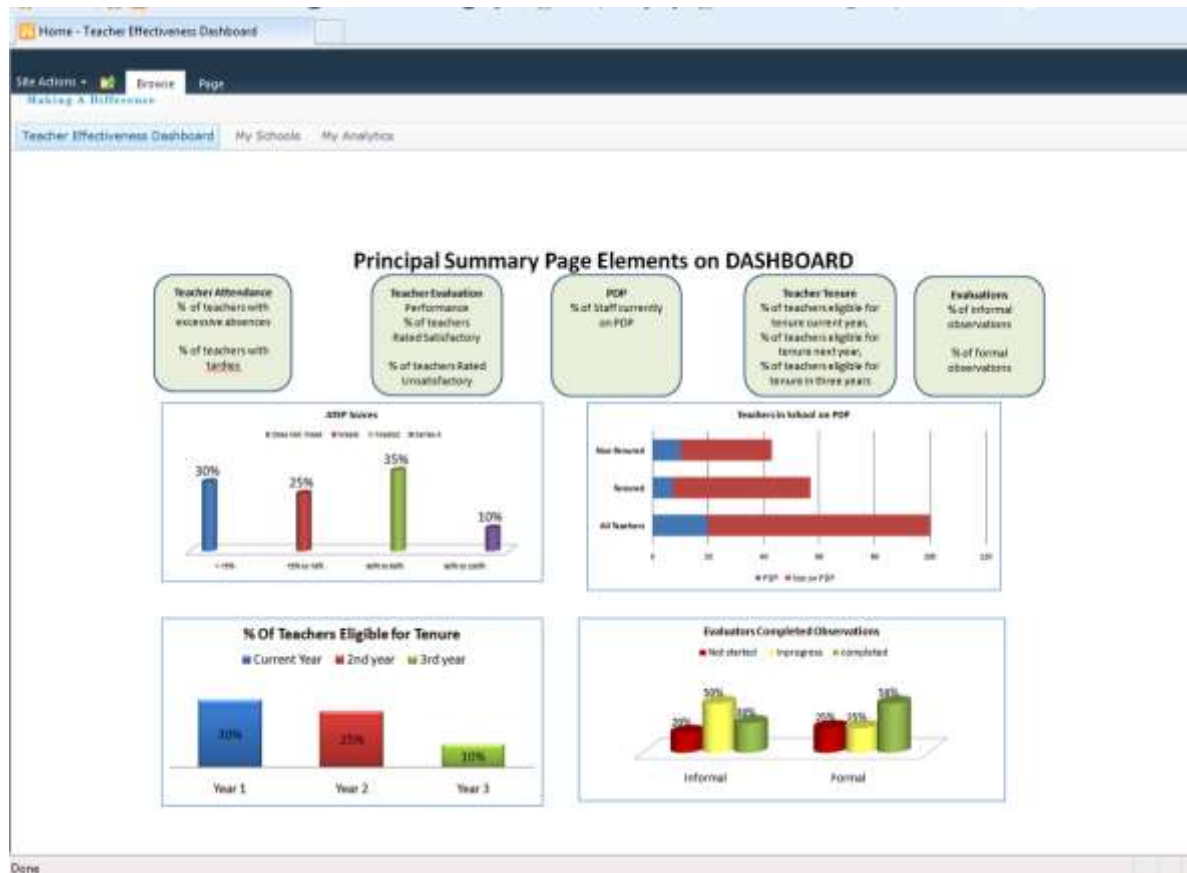 Home - Teacher Effectiveness Dashboard
Site Actions Browse Page
Making A Difference
Teacher Effectiveness Dashboard My Schools My Analytics
Principal Summary Page Elements on DASHBOARD
Teacher Attendance
% of teachers with
excessive absences
% of teachers with
tardies
Teacher Evaluation
Performance
% of teachers
Rated Satisfactory
% of teachers Rated
Unsatisfactory
PDP
% of Staff currently
on PDP
Teacher Tenure
% of teachers eligible for
tenure current year,
% of teachers eligible for
tenure next year,
% of teachers eligible for
tenure in three years
Evaluations
% of informal
observations
% of formal
observations
Scores
30%
25%
35%
10%
Teachers in School on PDP
Non Tenured
Tenured
All Teachers
0 20 40 60 80 100 120
PDP Not on PDP
% Of Teachers Eligible for Tenure
Current Year 2nd year 3rd year
30%
25%
10%
Year 1 Year 2 Year 3
Evaluators Completed Observations
Not started Inprogress completed
20% 50% 25% 25%
Informal Formal
Done